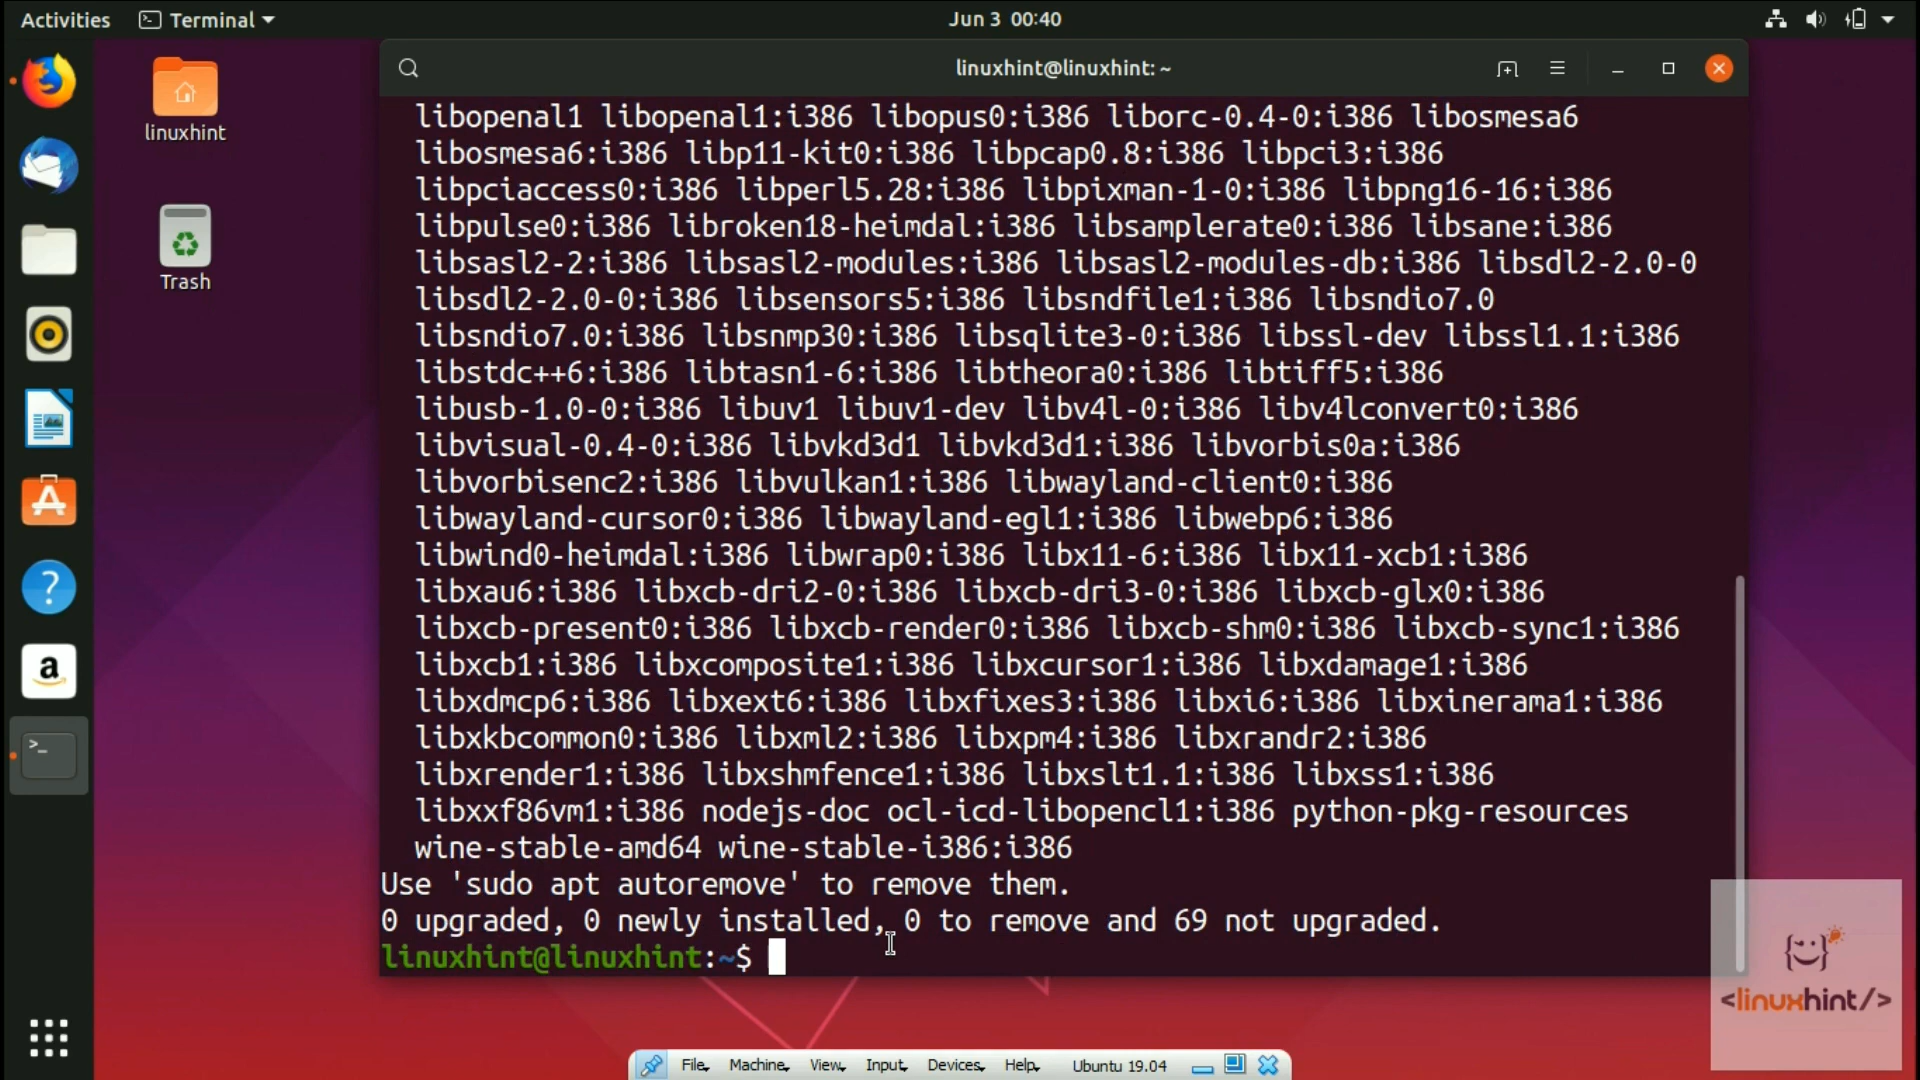 Activities
Terminal
Jun 3 00:40
linuxhint
Trash
linuxhint@linuxhint: ~
libopenal1 libopenal1:i386 libopus0:i386 liborc-0.4-0:i386 libosmesa6
libosmesa6:i386 libp11-kit0:i386 libpcap0.8:i386 libpci3:i386
libpciaccess0:i386 libperl5.28:i386 libpixman-1-0:i386 libpng16-16:i386
libpulse0:i386 libroken18-heimdal:i386 libsamplerate0:i386 libsane:i386
libsasl2-2:i386 libsasl2-modules:i386 libsasl2-modules-db:i386 libsdl2-2.0-0
libsdl2-2.0-0:i386 libsensors5:i386 libsndfile1:i386 libsndio7.0
libsndio7.0:i386 libsnmp30:i386 libsqlite3-0:i386 libssl-dev libssl1.1:i386
libstdc++6:i386 libtasn1-6:i386 libtheora0:i386 libtiff5:i386
libusb-1.0-0:i386 libuv1 libuv1-dev libv4l-0:i386 libv4lconvert0:i386
libvisual-0.4-0:i386 libvkd3d1 libvkd3d1:i386 libvorbis0a:i386
libvorbisenc2:i386 libvulkan1:i386 libwayland-client0:i386
libwayland-cursor0:i386 libwayland-egl1:i386 libwebp6:i386
libwind0-heimdal:i386 libwrap0:i386 libx11-6:i386 libx11-xcb1:i386
libxau6:i386 libxcb-dri2-0:i386 libxcb-dri3-0:i386 libxcb-glx0:i386
libxcb-present0:i386 libxcb-render0:i386 libxcb-shm0:i386 libxcb-sync1:i386
libxcb1:i386 libxcomposite1:i386 libxcursor1:i386 libxdamage1:i386
libxdmcp6:i386 libxext6:i386 libxfixes3:i386 libxi6:i386 libxinerama1:i386
libxkbcommon0:i386 libxml2:i386 libxpm4:i386 libxrandr2:i386
libxrender1:i386 libxshmfence1:i386 libxslt1.1:i386 libxss1:i386
libxxf86vm1:i386 nodejs-doc ocl-icd-libopencl1:i386 python-pkg-resources
wine-stable-amd64 wine-stable-i386:i386
Use 'sudo apt autoremove' to remove them.
0 upgraded, 0 newly installed, 0 to remove and 69 not upgraded.
linuxhint@linuxhint:~$
<linuxhint/>
File Machine View Input Devices Help Ubuntu 19.04